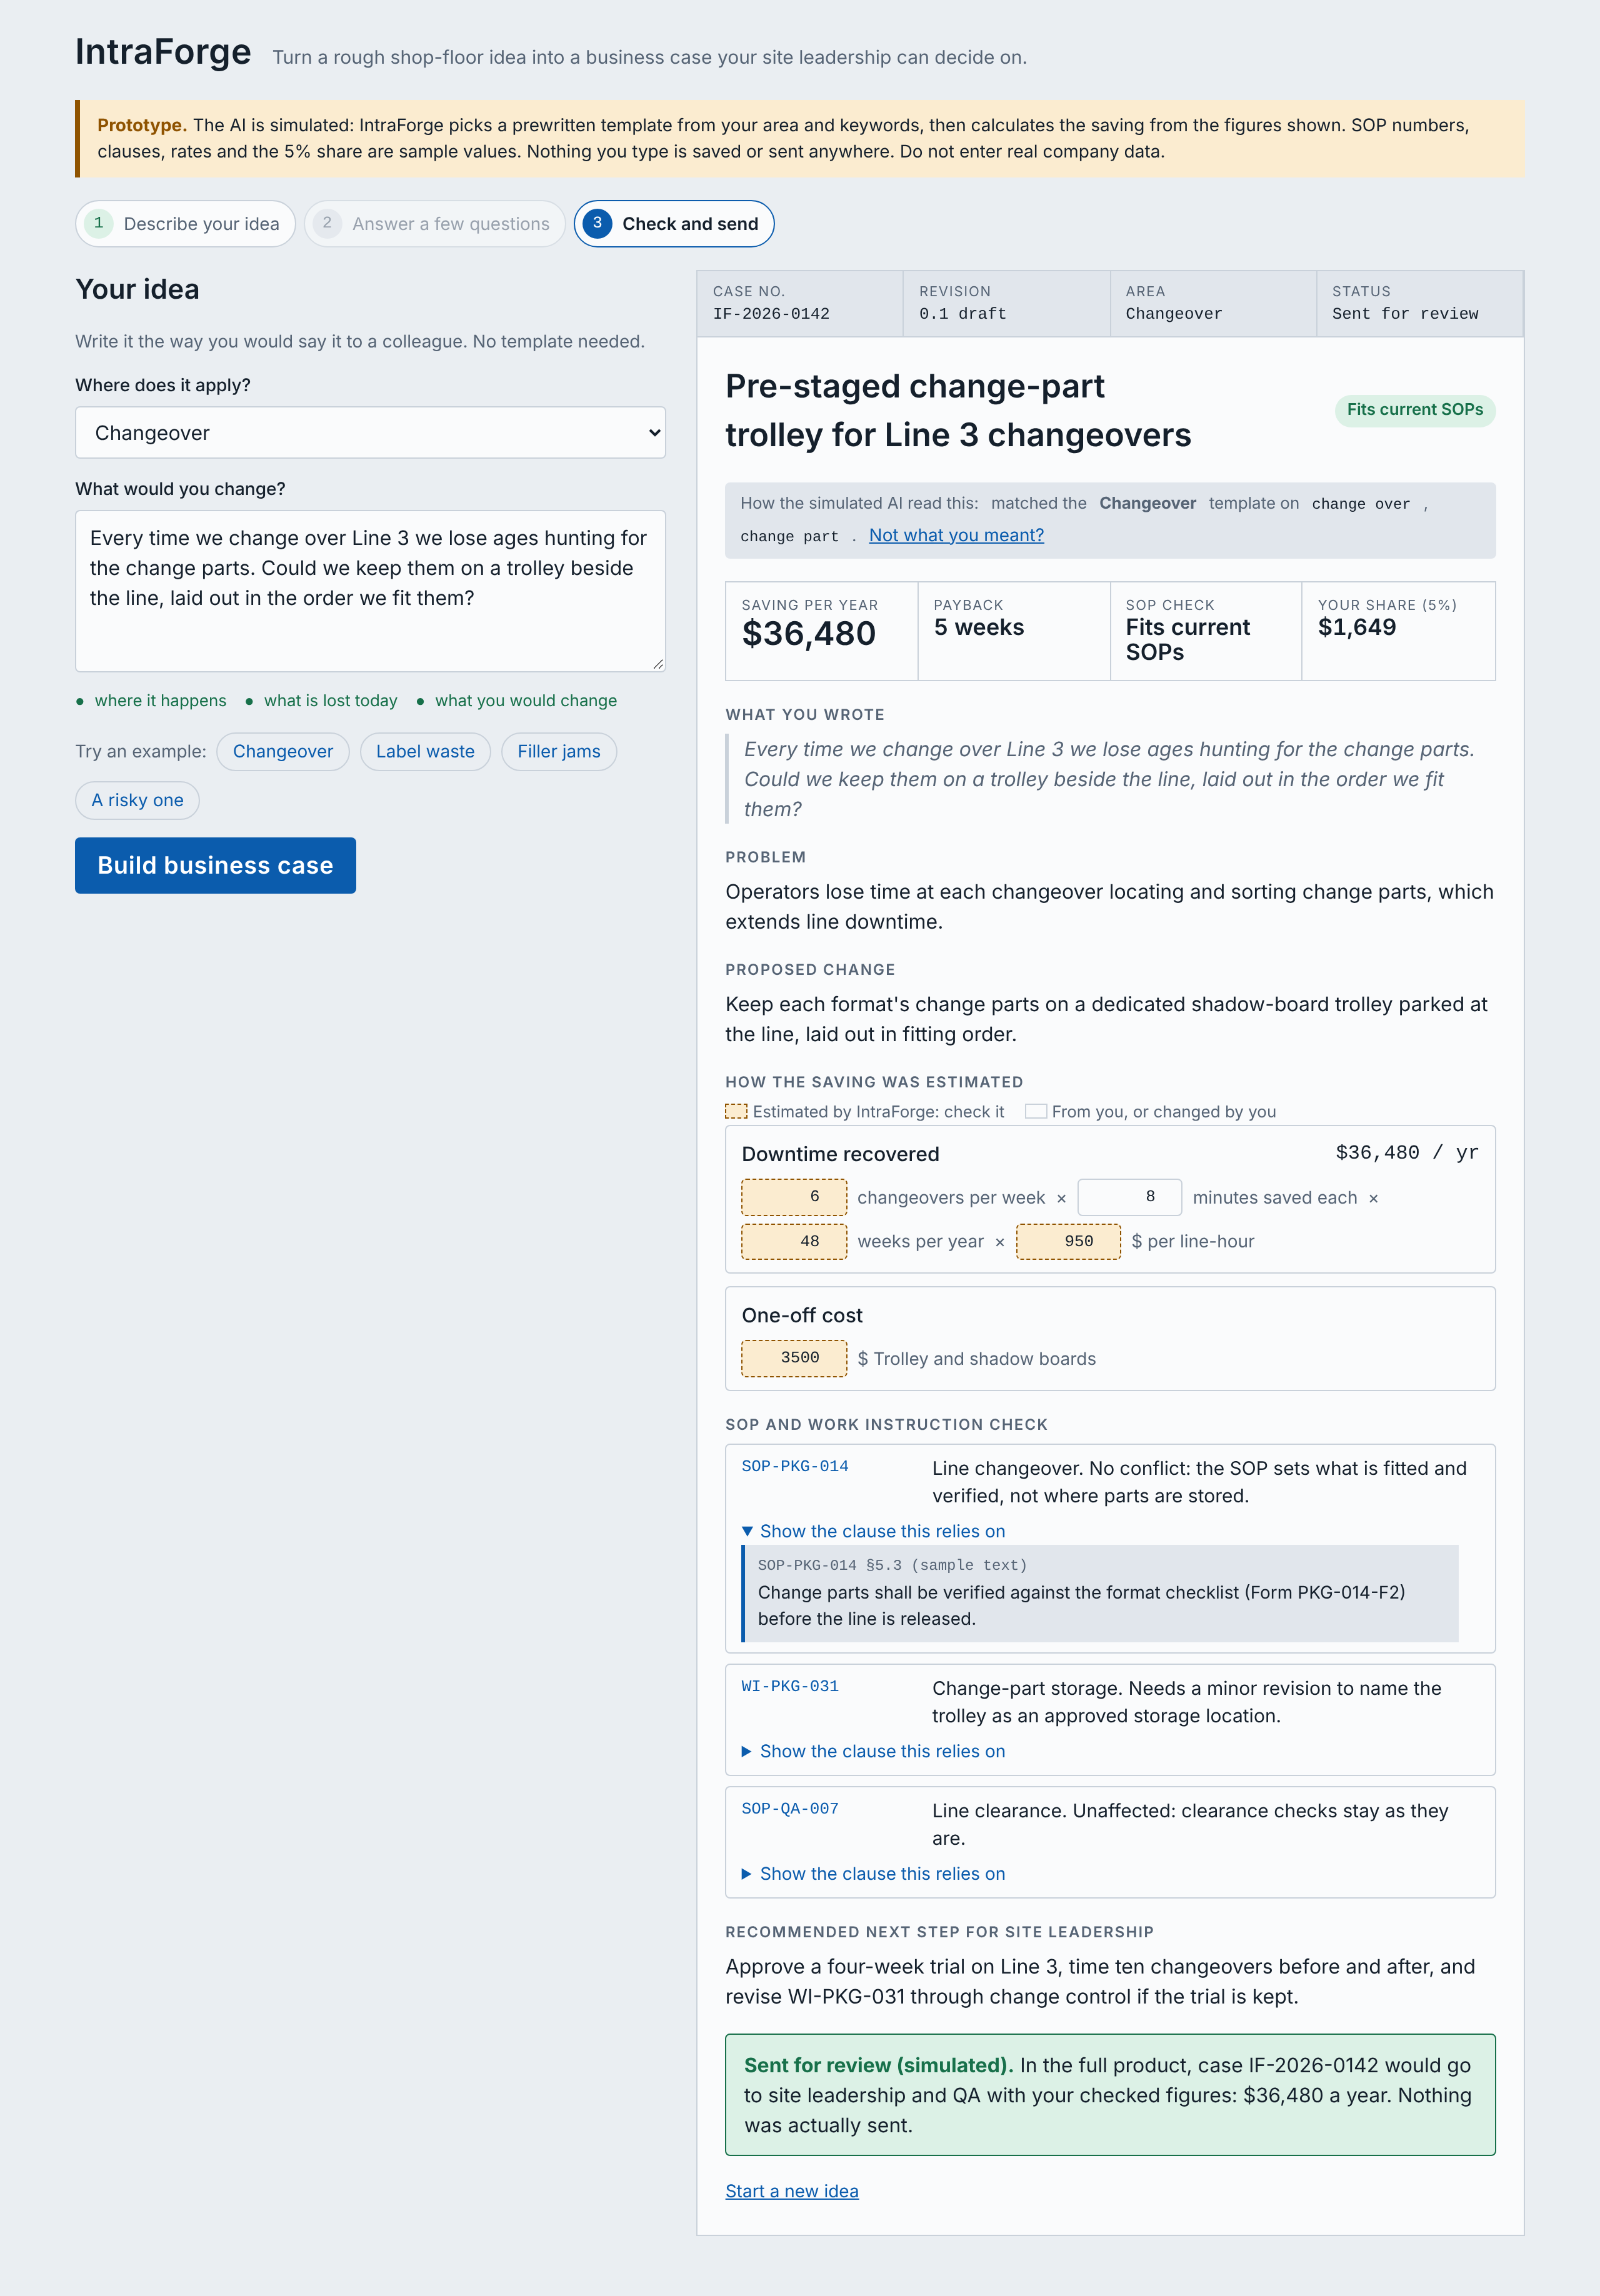 IntraForge Turn a rough shop-floor idea into a business case your site leadership can decide on.
Prototype. The AI is simulated: IntraForge picks a prewritten template from your area and keywords, then calculates the saving from the figures shown. SOP numbers,
clauses, rates and the 5% share are sample values. Nothing you type is saved or sent anywhere. Do not enter real company data.
1 Describe your idea 2 Answer a few questions 3 Check and send
Your idea
Write it the way you would say it to a colleague. No template needed.
Where does it apply?
Changeover
What would you change?
Every time we change over Line 3 we lose ages hunting for
the change parts. Could we keep them on a trolley beside
the line, laid out in the order we fit them?
● where it happens ● what is lost today ● what you would change
Try an example: Changeover Label waste Filler jams
A risky one
Build business case
CASE NO. REVISION AREA STATUS
IF-2026-0142 0.1 draft Changeover Sent for review
Pre-staged change-part
trolley for Line 3 changeovers
Fits current SOPs
How the simulated AI read this: matched the Changeover template on change over ,
change part . Not what you meant?
SAVING PER YEAR PAYBACK SOP CHECK YOUR SHARE (5%)
$36,480 5 weeks Fits current $1,649
SOPs
WHAT YOU WROTE
Every time we change over Line 3 we lose ages hunting for the change parts.
Could we keep them on a trolley beside the line, laid out in the order we fit
them?
PROBLEM
Operators lose time at each changeover locating and sorting change parts, which
extends line downtime.
PROPOSED CHANGE
Keep each format's change parts on a dedicated shadow-board trolley parked at
the line, laid out in fitting order.
HOW THE SAVING WAS ESTIMATED
Estimated by IntraForge: check it From you, or changed by you
Downtime recovered $36,480 / yr
6 changeovers per week × 8 minutes saved each ×
48 weeks per year × 950 $ per line-hour
One-off cost
3500 $ Trolley and shadow boards
SOP AND WORK INSTRUCTION CHECK
SOP-PKG-014 Line changeover. No conflict: the SOP sets what is fitted and
verified, not where parts are stored.
▼ Show the clause this relies on
SOP-PKG-014 §5.3 (sample text)
Change parts shall be verified against the format checklist (Form PKG-014-F2)
before the line is released.
WI-PKG-031 Change-part storage. Needs a minor revision to name the
trolley as an approved storage location.
▶ Show the clause this relies on
SOP-QA-007 Line clearance. Unaffected: clearance checks stay as they
are.
▶ Show the clause this relies on
RECOMMENDED NEXT STEP FOR SITE LEADERSHIP
Approve a four-week trial on Line 3, time ten changeovers before and after, and
revise WI-PKG-031 through change control if the trial is kept.
Sent for review (simulated). In the full product, case IF-2026-0142 would go
to site leadership and QA with your checked figures: $36,480 a year. Nothing
was actually sent.
Start a new idea